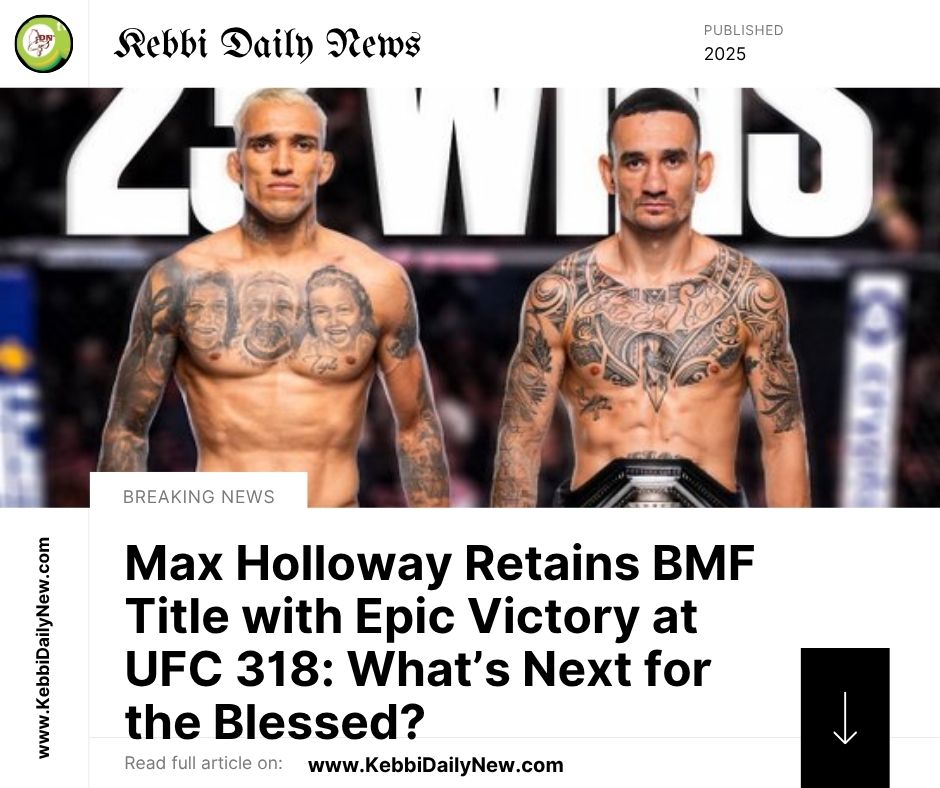 Kebbi Daily News
PUBLISHED
2025
WINS
BREAKING NEWS
Max Holloway Retains BMF
Title with Epic Victory at
UFC 318: What’s Next for
the Blessed?
Read full article on: www.KebbiDailyNew.com
www.KebbiDailyNew.com